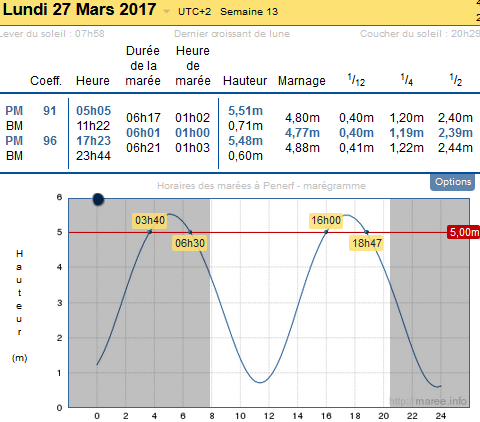 Lundi 27 Mars 2017 UTC+2 Semaine 13
Lever du soleil : 07h58 Dernier croissant de lune Coucher du soleil : 20h29
Coeff. Heure Durée de la marée Heure de marée Hauteur Marnage 1/12 1/4 1/2
PM 91 05h05 5,51m
06h17 01h02 4,80m 0,40m 1,20m 2,40m
BM 11h22 0,71m
06h01 01h00 4,77m 0,40m 1,19m 2,39m
PM 96 17h23 5,48m
06h21 01h03 4,88m 0,41m 1,22m 2,44m
BM 23h44 0,60m
Options
Horaires des marées à Penerf - marégramme
6
03h40 16h00
5 5,00m
06h30 18h47
4
3
2
1
0
Hauteur
(m)
http://maree.info
0 2 4 6 8 10 12 14 16 18 20 22 24